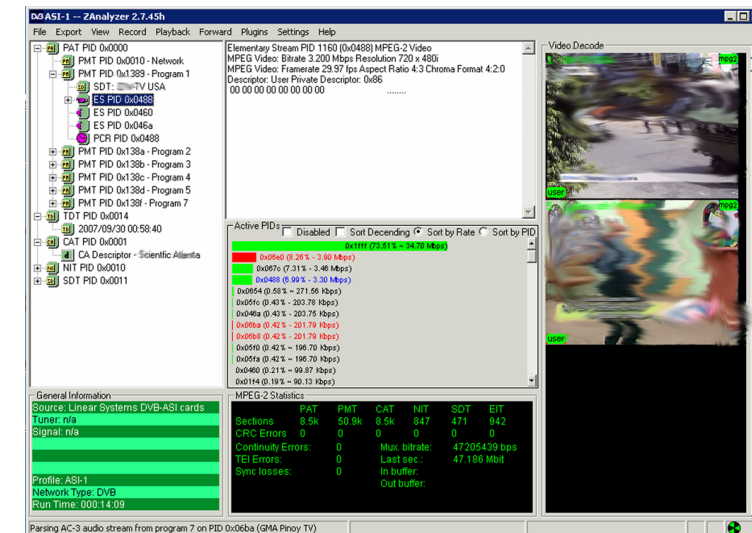 DVB ASI-1 -- ZAnalyzer 2.7.45h
File Export View Record Playback Forward Plugins Settings Help
PAT PID 0x0000
PMT PID 0x0010 - Network
PMT PID 0x1389 - Program 1
SDT: TV USA
ES PID 0x0488
ES PID 0x0460
ES PID 0x046a
PCR PID 0x0488
PMT PID 0x138a - Program 2
PMT PID 0x138b - Program 3
PMT PID 0x138c - Program 4
PMT PID 0x138d - Program 5
PMT PID 0x138f - Program 7
TDT PID 0x0014
2007/09/30 00:58:40
CAT PID 0x0001
CA Descriptor - Scientfic Atlanta
NIT PID 0x0010
SDT PID 0x0011
Elementary Stream PID 1160 (0x0488) MPEG-2 Video
MPEG Video: Bitrate 3.200 Mbps Resolution 720 x 480i
MPEG Video: Framerate 29.97 fps Aspect Ratio 4:3 Chroma Format 4:2:0
Descriptor: User Private Descriptor: 0x86
00 00 00 00 00 00 00 00 ........
Active PIDs
Disabled Sort Decending Sort by Rate Sort by PID
0x1fff (73.51% ~ 34.70 Mbps)
0x06e0 (8.26% - 3.90 Mbps)
0x067c (7.31% - 3.46 Mbps)
0x0488 (6.99% - 3.30 Mbps)
0x0654 (0.58% ~ 271.56 Kbps)
0x05fc (0.43% - 203.78 Kbps)
0x046a (0.43% - 203.75 Kbps)
0x06ba (0.42% - 201.79 Kbps)
0x06b8 (0.42% - 201.79 Kbps)
0x05f0 (0.42% ~ 196.70 Kbps)
0x05fa (0.42% - 196.70 Kbps)
0x0460 (0.21% ~ 99.87 Kbps)
0x0114 (0.19% ~ 90.13 Kbps)
Video Decode
mpg2
user
mpg2
user
General Information
Source: Linear Systems DVB-ASI cards
Tuner: n/a
Signal: n/a
Profile: ASI-1
Network Type: DVB
Run Time: 000:14:09
MPEG-2 Statistics
PAT PMT CAT NIT SDT EIT
Sections 8.5k 50.9k 8.5k 847 471 942
CRC Errors 0 0 0 0 0 0
Continuity Errors: 0 Mux. bitrate: 47205439 bps
TEI Errors: 0 Last sec.: 47.186 Mbit
Sync losses: 0 In buffer:
Out buffer:
Parsing AC-3 audio stream from program 7 on PID 0x06ba (GMA Pinoy TV)